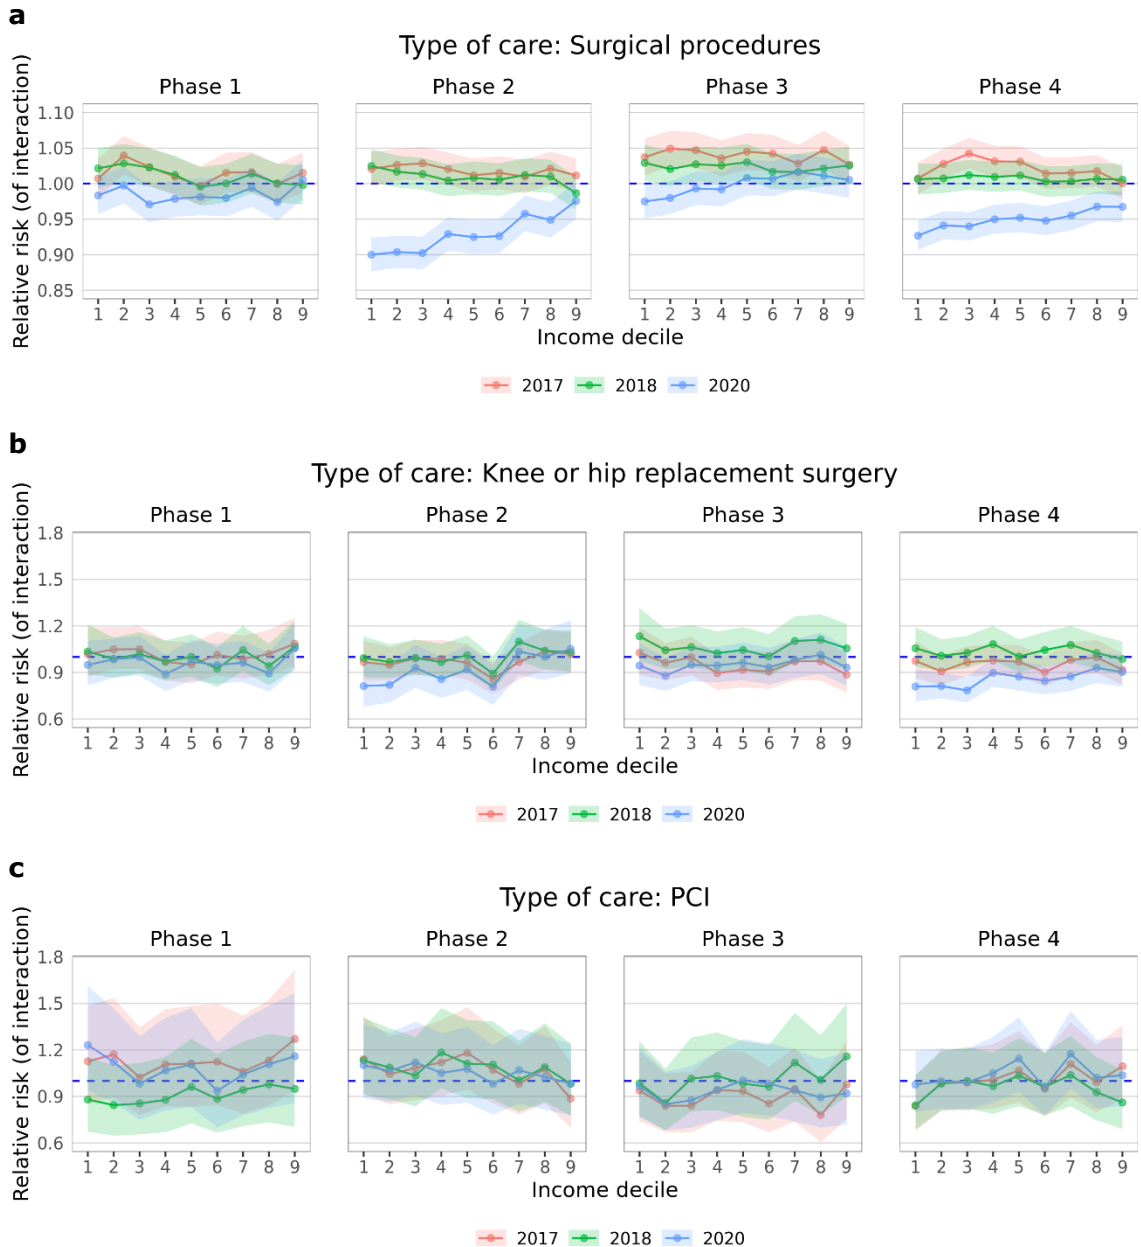 a
Type of care: Surgical procedures
Phase 1 Phase 2 Phase 3 Phase 4
Relative risk (of interaction)
1.10
1.05
1.00
0.95
0.90
0.85
1 2 3 4 5 6 7 8 9 1 2 3 4 5 6 7 8 9 1 2 3 4 5 6 7 8 9 1 2 3 4 5 6 7 8 9
Income decile
2017 2018 2020
b
Type of care: Knee or hip replacement surgery
Phase 1 Phase 2 Phase 3 Phase 4
Relative risk (of interaction)
1.8
1.5
1.2
0.9
0.6
1 2 3 4 5 6 7 8 9 1 2 3 4 5 6 7 8 9 1 2 3 4 5 6 7 8 9 1 2 3 4 5 6 7 8 9
Income decile
2017 2018 2020
c
Type of care: PCI
Phase 1 Phase 2 Phase 3 Phase 4
Relative risk (of interaction)
1.8
1.5
1.2
0.9
0.6
1 2 3 4 5 6 7 8 9 1 2 3 4 5 6 7 8 9 1 2 3 4 5 6 7 8 9 1 2 3 4 5 6 7 8 9
Income decile
2017 2018 2020